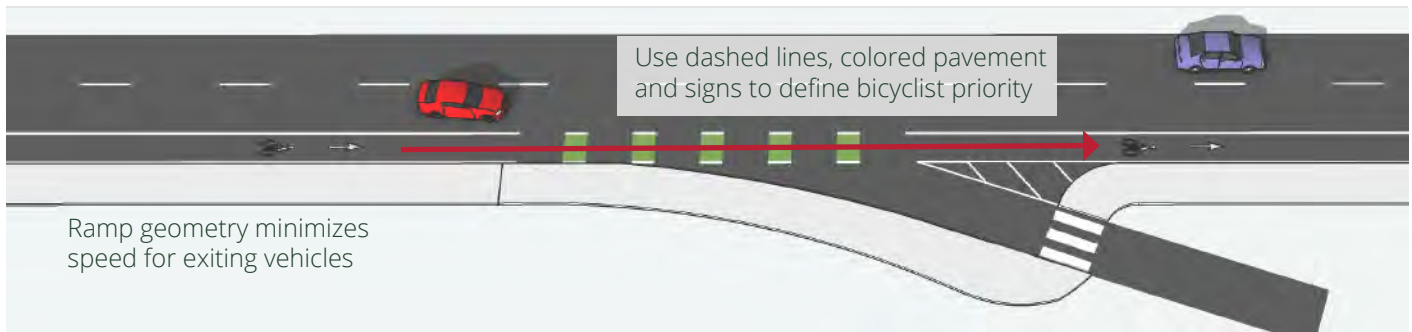 Use dashed lines, colored pavement
and signs to define bicyclist priority
Ramp geometry minimizes
speed for exiting vehicles